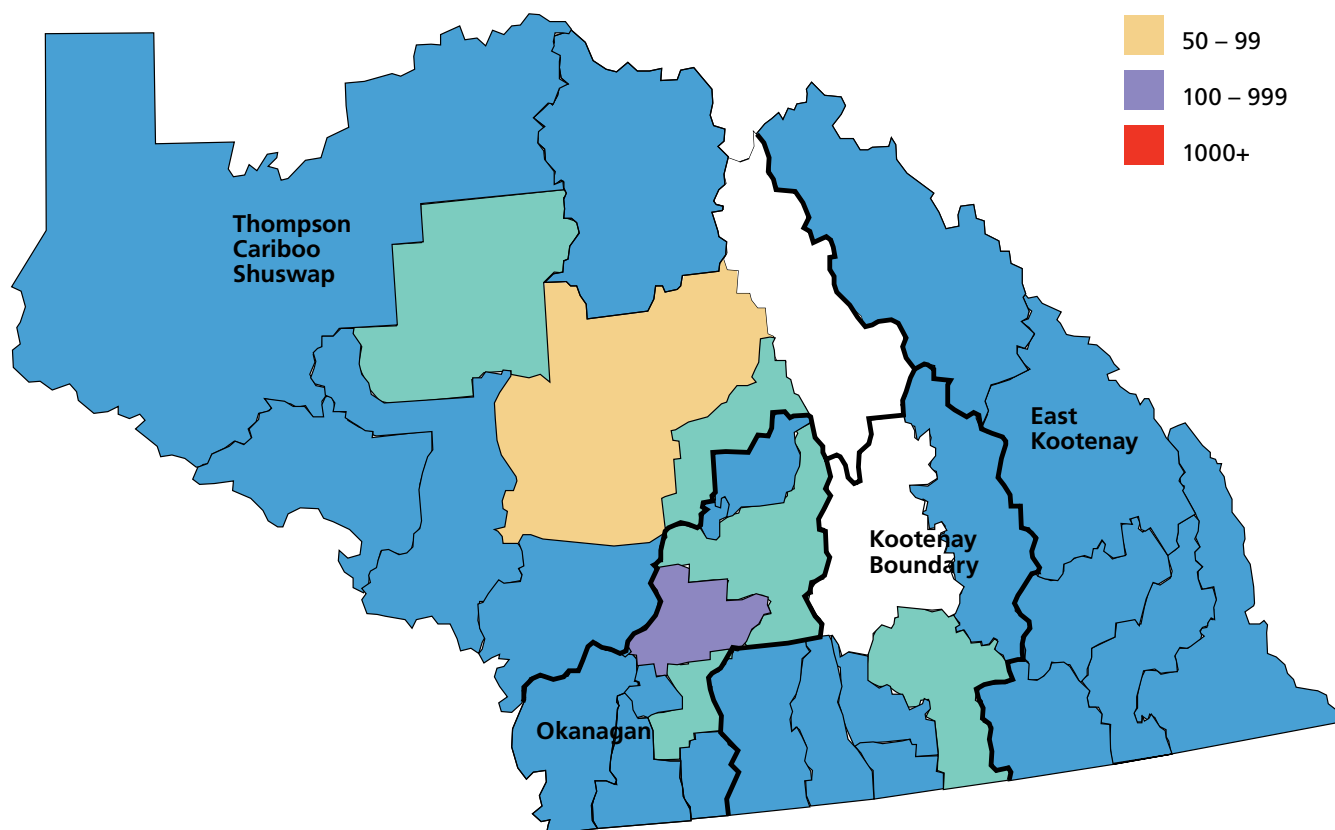 50 – 99
100 – 999
1000+
Thompson
Cariboo
Shuswap
East
Kootenay
Kootenay
Boundary
Okanagan